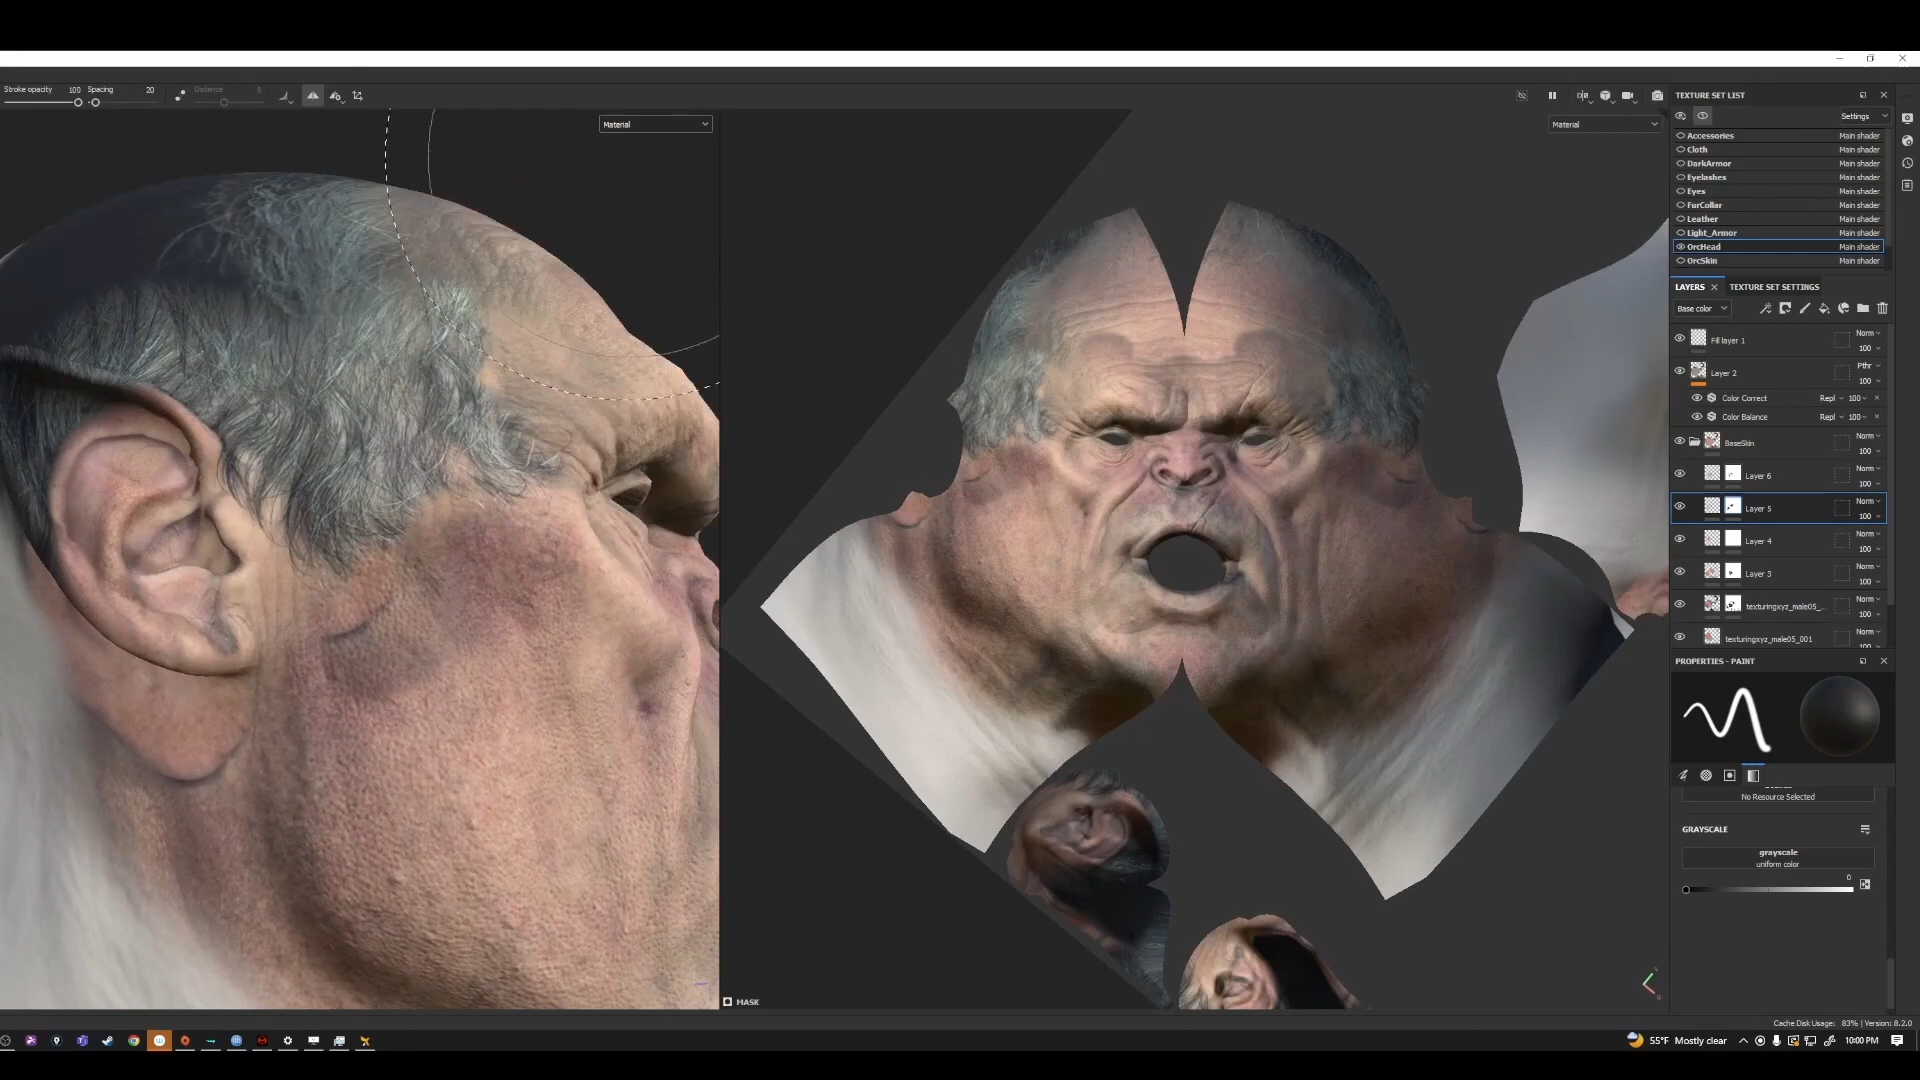 Stroke opacity 100 Spacing 20 Distance 8
Material
Material
TEXTURE SET LIST
Settings
Accessories Main shader
Cloth Main shader
DarkArmor Main shader
Eyelashes Main shader
Eyes Main shader
FurCollar Main shader
Leather Main shader
Light_Armor Main shader
OrcHead Main shader
OrcSkin Main shader
LAYERS TEXTURE SET SETTINGS
Base color
Fill layer 1 Norm
100
Layer 2 Pthr
100
Color Correct Repl 100
Color Balance Repl 100
BaseSkin Norm
100
Layer 6 Norm
100
Layer 5 Norm
100
Layer 4 Norm
100
Layer 3 Norm
100
texturingxyz_male05_... Norm
100
texturingxyz_male05_001 Norm
100
PROPERTIES - PAINT
No Resource Selected
GRAYSCALE
grayscale
uniform color
0
MASK
Cache Disk Usage: 83% | Version: 8.2.0
55°F Mostly clear 10:00 PM